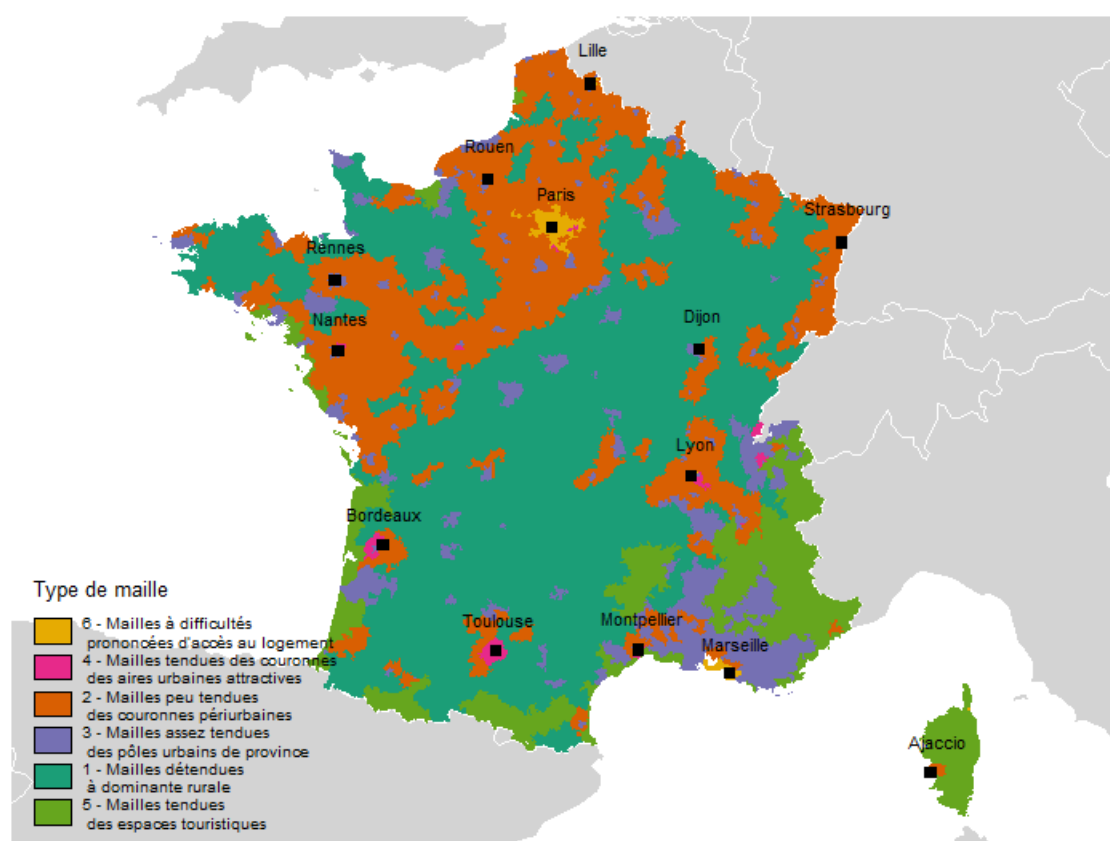 Lille
Rouen
Paris
Strasbourg
Rennes
Nantes
Dijon
Lyon
Bordeaux
Toulouse
Montpellier
Marseille
Ajaccio
Type de maille
6 - Mailles à difficultés
prononcées d'accès au logement
4 - Mailles tendues des couronnes
des aires urbaines attractives
2 - Mailles peu tendues
des couronnes périurbaines
3 - Mailles assez tendues
des pôles urbains de province
1 - Mailles détendues
à dominante rurale
5 - Mailles tendues
des espaces touristiques